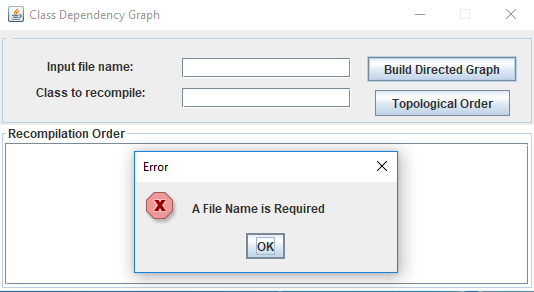 Class Dependency Graph
Input file name:
Build Directed Graph
Class to recompile:
Topological Order
Recompilation Order
Error
X
A File Name is Required
OK